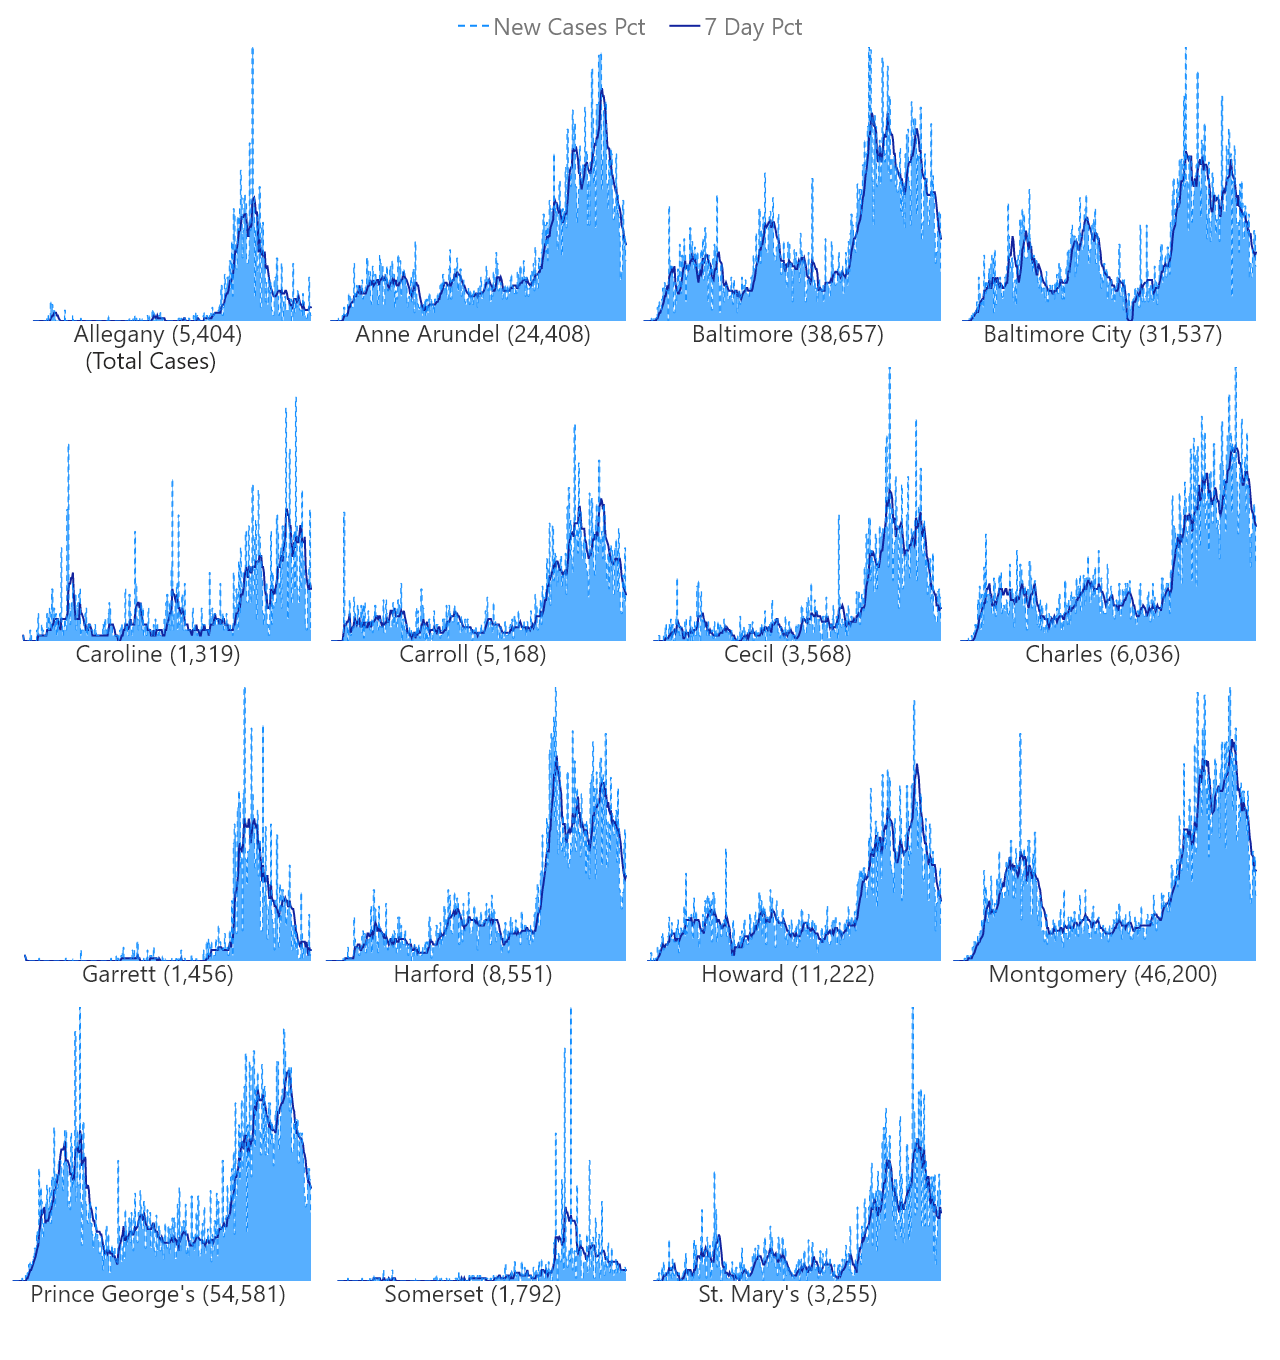 New Cases Pct 7 Day Pct
Allegany (5,404)
(Total Cases)
Anne Arundel (24,408)
Baltimore (38,657)
Baltimore City (31,537)
Caroline (1,319)
Carroll (5,168)
Cecil (3,568)
Charles (6,036)
Garrett (1,456)
Harford (8,551)
Howard (11,222)
Montgomery (46,200)
Prince George's (54,581)
Somerset (1,792)
St. Mary's (3,255)